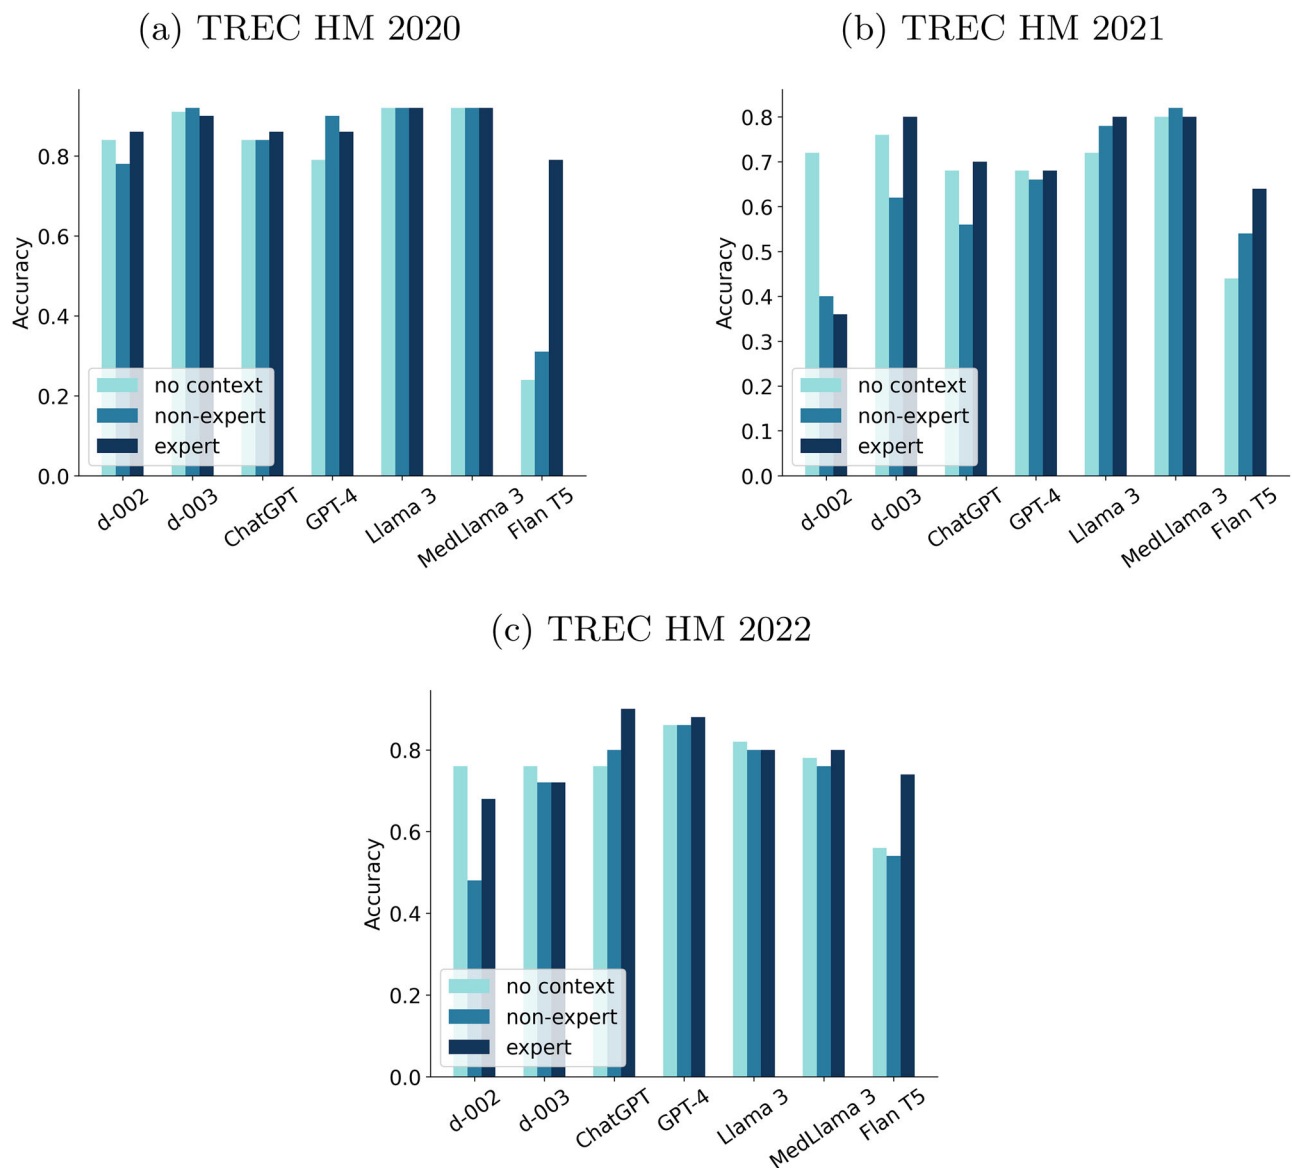 (a) TREC HM 2020
Accuracy
0.8
0.6
0.4
0.2
0.0
no context
non-expert
expert
d-002
d-003
ChatGPT
GPT-4
Llama 3
MedLlama 3
Flan T5
(b) TREC HM 2021
Accuracy
0.8
0.7
0.6
0.5
0.4
0.3
0.2
0.1
0.0
no context
non-expert
expert
d-002
d-003
ChatGPT
GPT-4
Llama 3
MedLlama 3
Flan T5
(c) TREC HM 2022
Accuracy
0.8
0.6
0.4
0.2
0.0
no context
non-expert
expert
d-002
d-003
ChatGPT
GPT-4
Llama 3
MedLlama 3
Flan T5